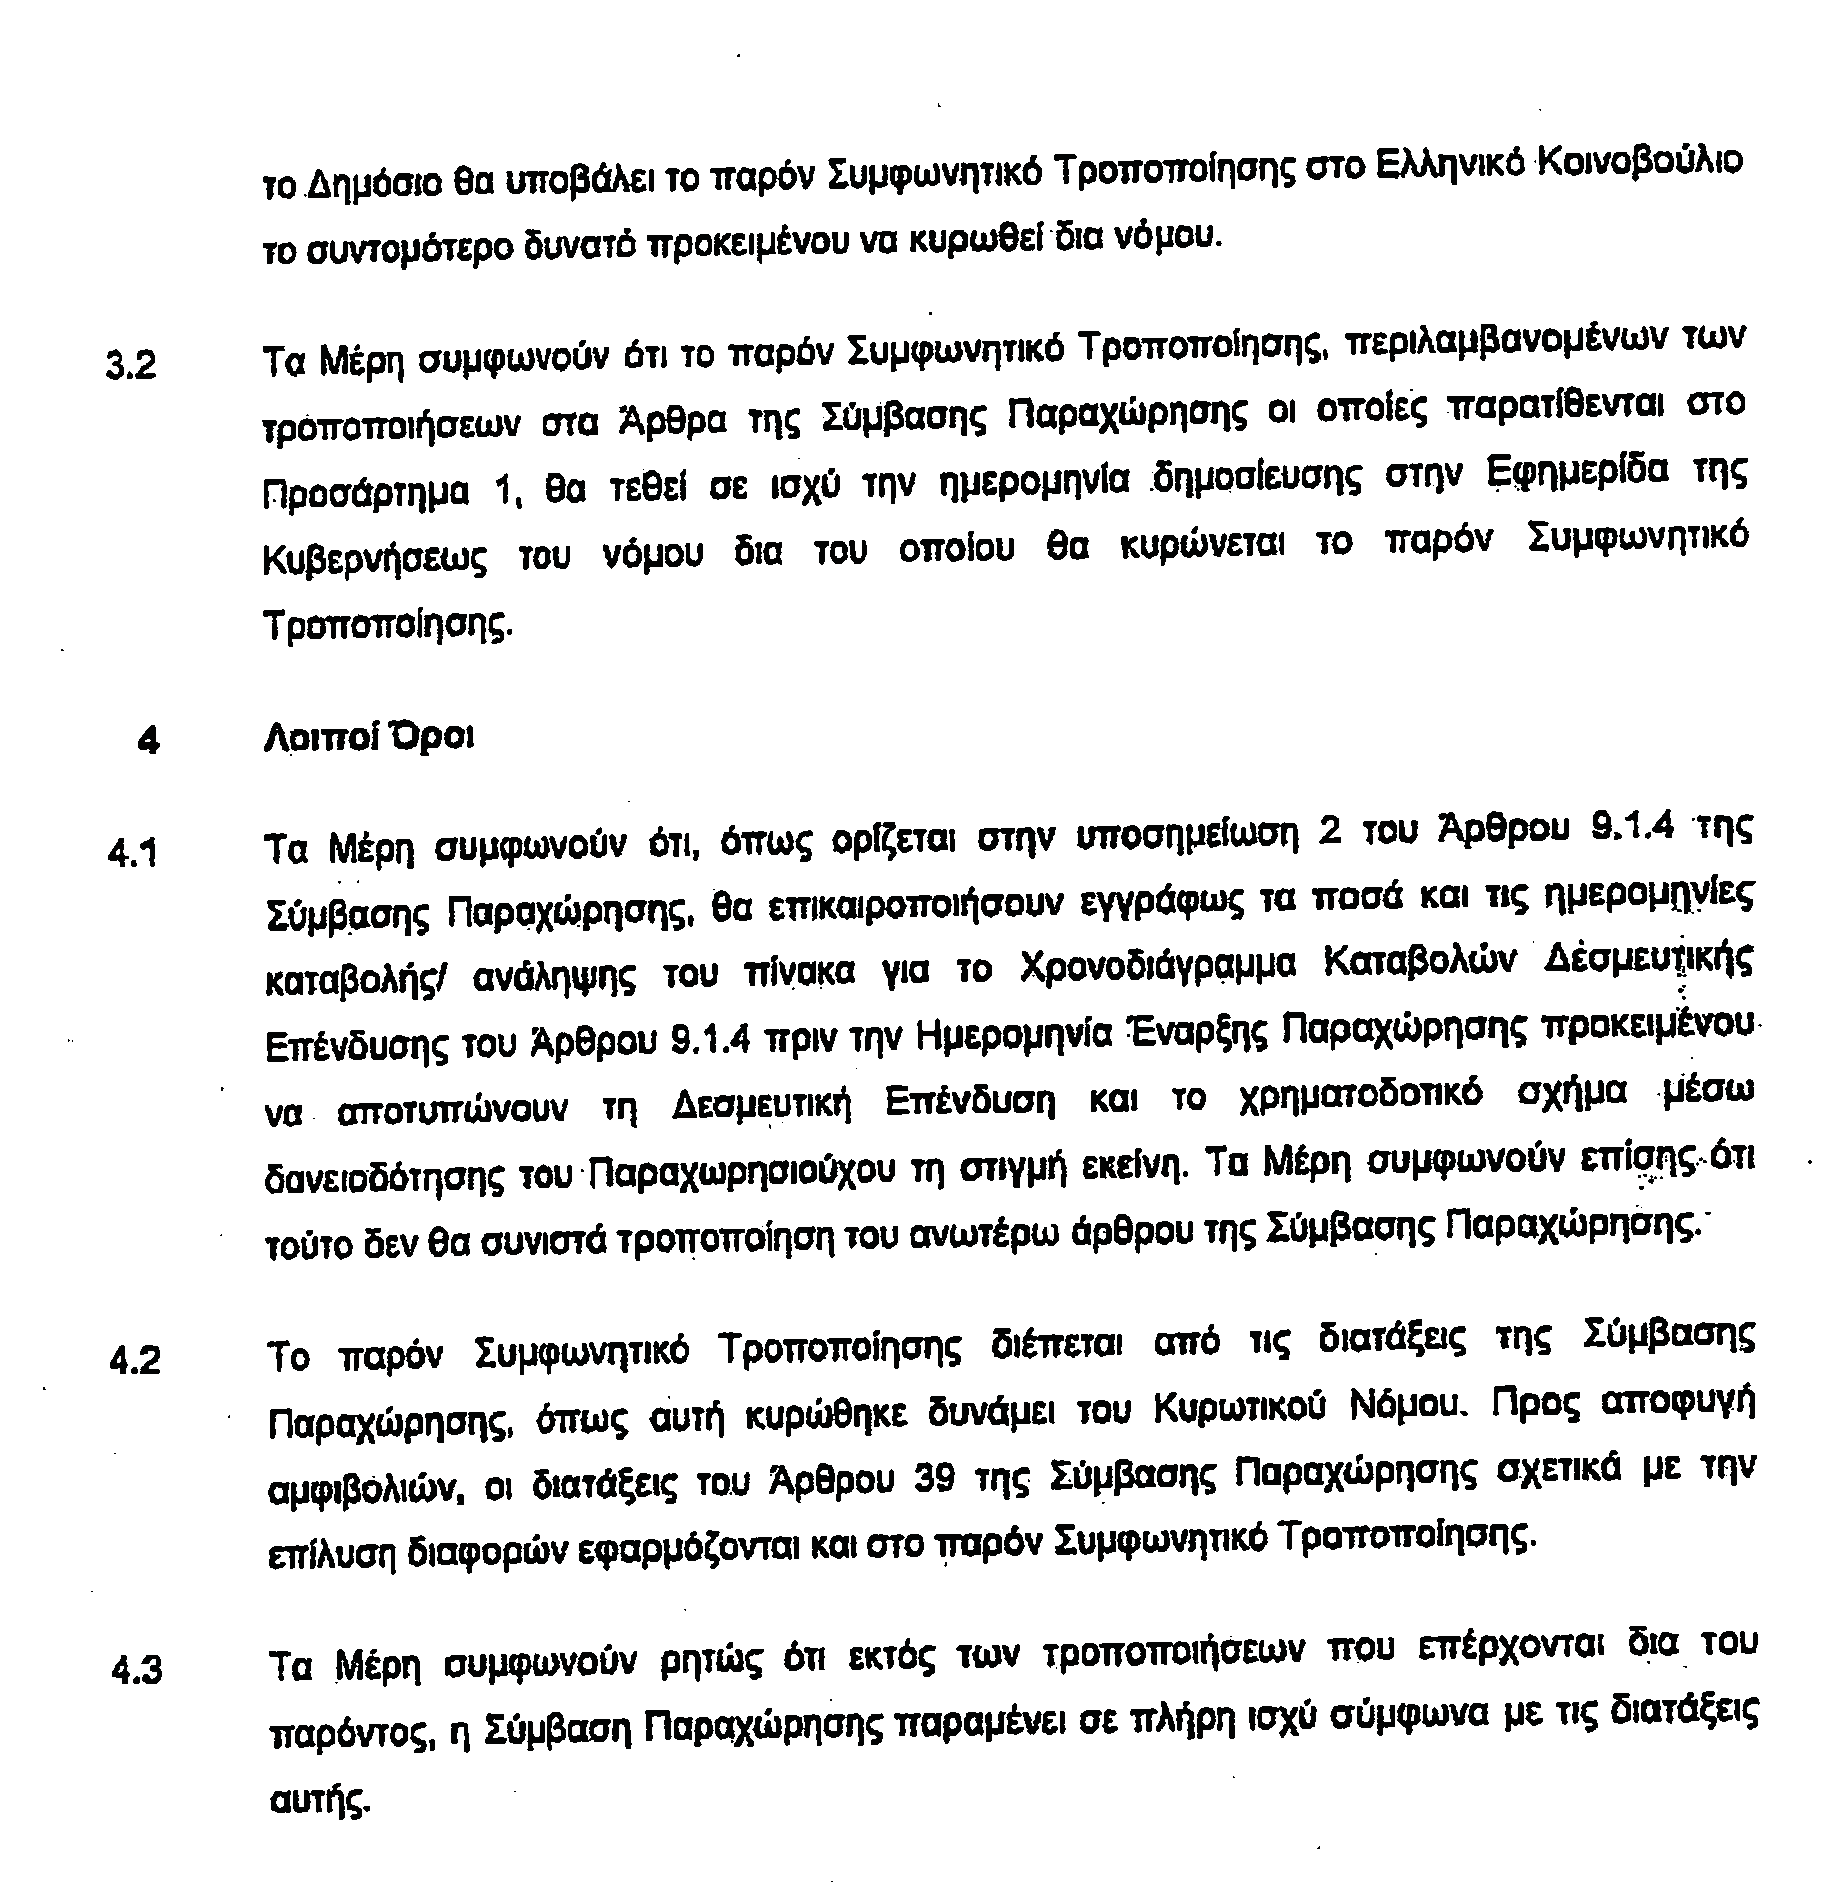 το Δημόσιο θα υποβάλει το παρόν Συμφωνητικό Τροποποίησης στο Ελληνικό Κοινοβούλιο
το συντομότερο δυνατό προκειμένου να κυρωθεί δια νόμου.
3.2 Τα Μέρη συμφωνούν ότι το παρόν Συμφωνητικό Τροποποίησης, περιλαμβανομένων των
τροποποιήσεων στα Άρθρα της Σύμβασης Παραχώρησης οι οποίες παρατίθενται στο
Προσάρτημα 1, θα τεθεί σε ισχύ την ημερομηνία δημοσίευσης στην Εφημερίδα της
Κυβερνήσεως του νόμου δια του οποίου θα κυρώνεται το παρόν Συμφωνητικό
Τροποποίησης.
4 Λοιποί Όροι
4.1 Τα Μέρη συμφωνούν ότι, όπως ορίζεται στην υποσημείωση 2 του Άρθρου 9.1.4 της
Σύμβασης Παραχώρησης, θα επικαιροποιήσουν εγγράφως τα ποσά και τις ημερομηνίες
καταβολής/ ανάληψης του πίνακα για το Χρονοδιάγραμμα Καταβολών Δέσμευτικής
Επένδυσης του Άρθρου 9.1.4 πριν την Ημερομηνία Έναρξης Παραχώρησης προκειμένου
να αποτυπώνουν τη Δεσμευτική Επένδυση και το χρηματοδοτικό σχήμα μέσω
δανειοδότησης του Παραχωρησιούχου τη στιγμή εκείνη. Τα Μέρη συμφωνούν επίσης ότι
τούτο δεν θα συνιστά τροποποίηση του ανωτέρω άρθρου της Σύμβασης Παραχώρησης.
4.2 Το παρόν Συμφωνητικό Τροποποίησης διέπεται από τις διατάξεις της Σύμβασης
Παραχώρησης, όπως αυτή κυρώθηκε δυνάμει του Κυρωτικού Νόμου. Προς αποφυγή
αμφιβολιών, οι διατάξεις του Άρθρου 39 της Σύμβασης Παραχώρησης σχετικά με την
επίλυση διαφορών εφαρμόζονται και στο παρόν Συμφωνητικό Τροποποίησης.
4.3 Τα Μέρη συμφωνούν ρητώς ότι εκτός των τροποποιήσεων που επέρχονται δια του
παρόντος, η Σύμβαση Παραχώρησης παραμένει σε πλήρη ισχύ σύμφωνα με τις διατάξεις
αυτής.